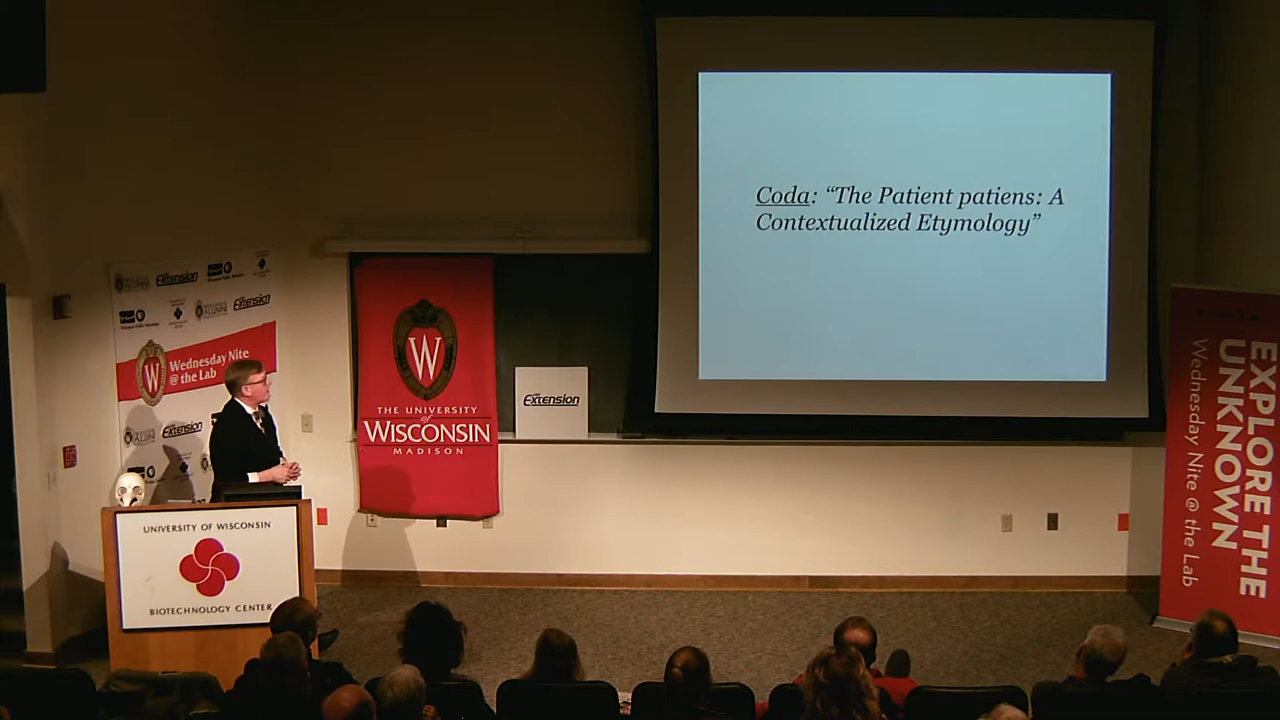 Coda: “The Patient patiens: A
Contextualized Etymology”
Extension
Extension
Wednesday Nite
@ the Lab
Extension
W
THE UNIVERSITY
of
WISCONSIN
MADISON
Extension
UNIVERSITY OF WISCONSIN
BIOTECHNOLOGY CENTER
EXPLORE THE
UNKNOWN
Wednesday Nite @ the Lab